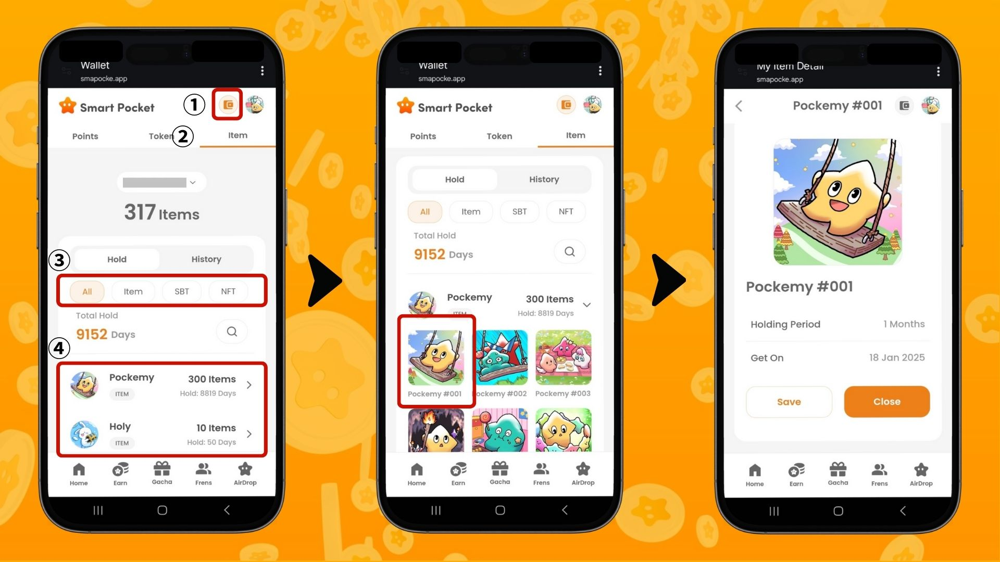 Wallet
smapocke.app
Smart Pocket
①
Points
Token
②
Item
317 Items
③
Hold
History
All
Item
SBT
NFT
Total Hold
9152 Days
④
Pockemy
300 Items
ITEM
Hold: 8819 Days
Holy
10 Items
ITEM
Hold: 50 Days
Home
Earn
Gacha
Frens
AirDrop
Wallet
smapocke.app
Smart Pocket
Points
Token
Item
Hold
History
All
Item
SBT
NFT
Total Hold
9152 Days
Pockemy
300 Items
ITEM
Hold: 8819 Days
Pockemy #001
ockemy #002
Pockemy #003
Home
Earn
Gacha
Frens
AirDrop
My Item Detail
smapocke.app
Pockemy #001
Pockemy #001
Holding Period
1 Months
Get On
18 Jan 2025
Save
Close
Home
Earn
Gacha
Frens
AirDrop